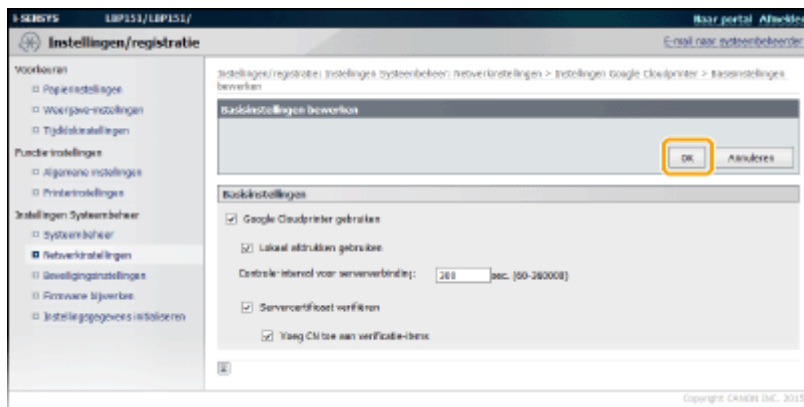 i-SENSYS LBP151/LBP151/ Naar portal Afmelden
Instellingen/registratie E-mail naar systeembeheerder
Voorkeuren
Papierinstellingen
Weergave-instellingen
Tijdklokinstellingen
Functie-instellingen
Algemene instellingen
Printerinstellingen
Instellingen Systeembeheer
Systeembeheer
Netwerkinstellingen
Beveiligingsinstellingen
Firmware bijwerken
Instellingsgegevens initialiseren
Instellingen/registratie: Instellingen Systeembeheer: Netwerkinstellingen > Instellingen Google Cloudprinter > Basisinstellingen
bewerken
Basisinstellingen bewerken
OK Annuleren
Basisinstellingen
Google Cloudprinter gebruiken
Lokaal afdrukken gebruiken
Controle-interval voor serververbinding: 300 sec. (60-360000)
Servercertificaat verifiëren
Voeg CN toe aan verificatie-items
Copyright CANON INC. 2015